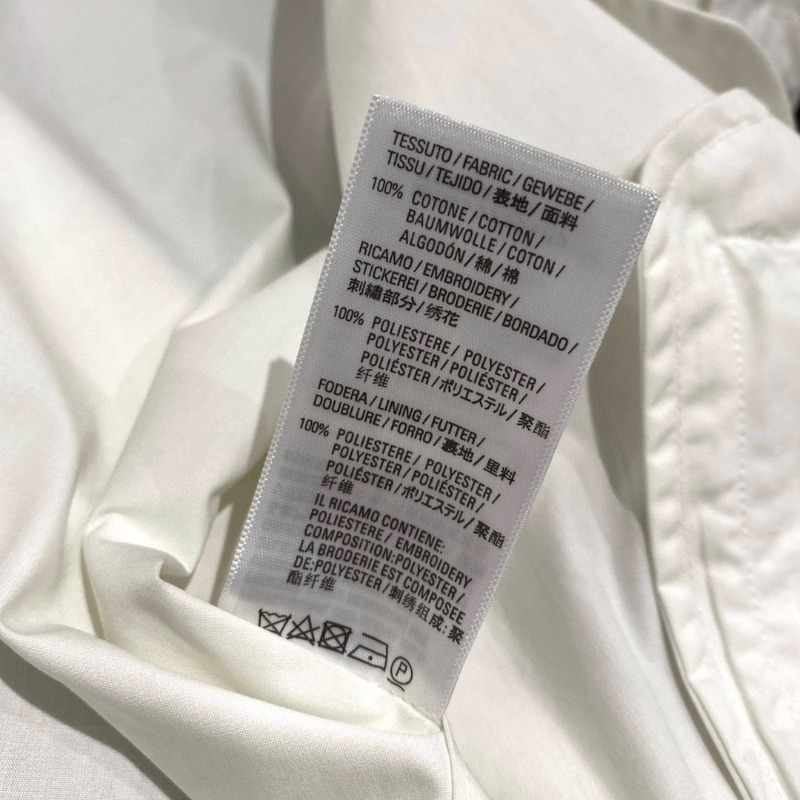 TESSUTO / FABRIC / GEWEBE /
TISSU / TEJIDO / 表地 / 面料
100% COTONE / COTTON /
BAUMWOLLE / COTON /
ALGODÓN / 綿 / 棉
RICAMO / EMBROIDERY /
STICKEREI / BRODERIE / BORDADO /
刺繍部分 / 绣花
100% POLIESTERE / POLYESTER /
POLYESTER / POLIÉSTER /
POLIÉSTER / ポリエステル / 聚酯
纤维
FODERA / LINING / FUTTER /
DOUBLURE / FORRO / 裏地 / 里料
100% POLIESTERE / POLYESTER /
POLYESTER / POLIÉSTER /
POLIÉSTER / ポリエステル / 聚酯
纤维
IL RICAMO CONTIENE:
POLIESTERE / EMBROIDERY
COMPOSITION:POLYESTER /
LA BRODERIE EST COMPOSEE
DE:POLYESTER / 刺绣组成: 聚
酯纤维
P